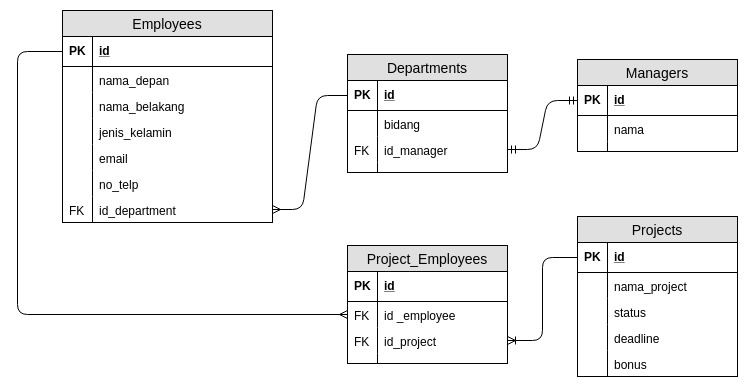 Employees
PK id
nama_depan
nama_belakang
jenis_kelamin
email
no_telp
FK id_department
Departments
PK id
bidang
FK id_manager
Managers
PK id
nama
Project_Employees
PK id
FK id _employee
FK id_project
Projects
PK id
nama_project
status
deadline
bonus